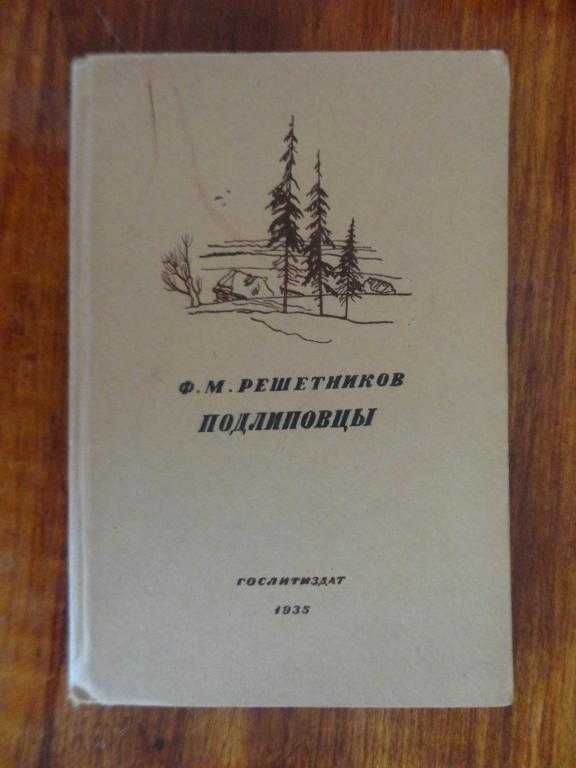 Ф. М. РЕШЕТНИКОВ
ПОДЛИПОВЦЫ
ГОСЛИТИЗДАТ
1935